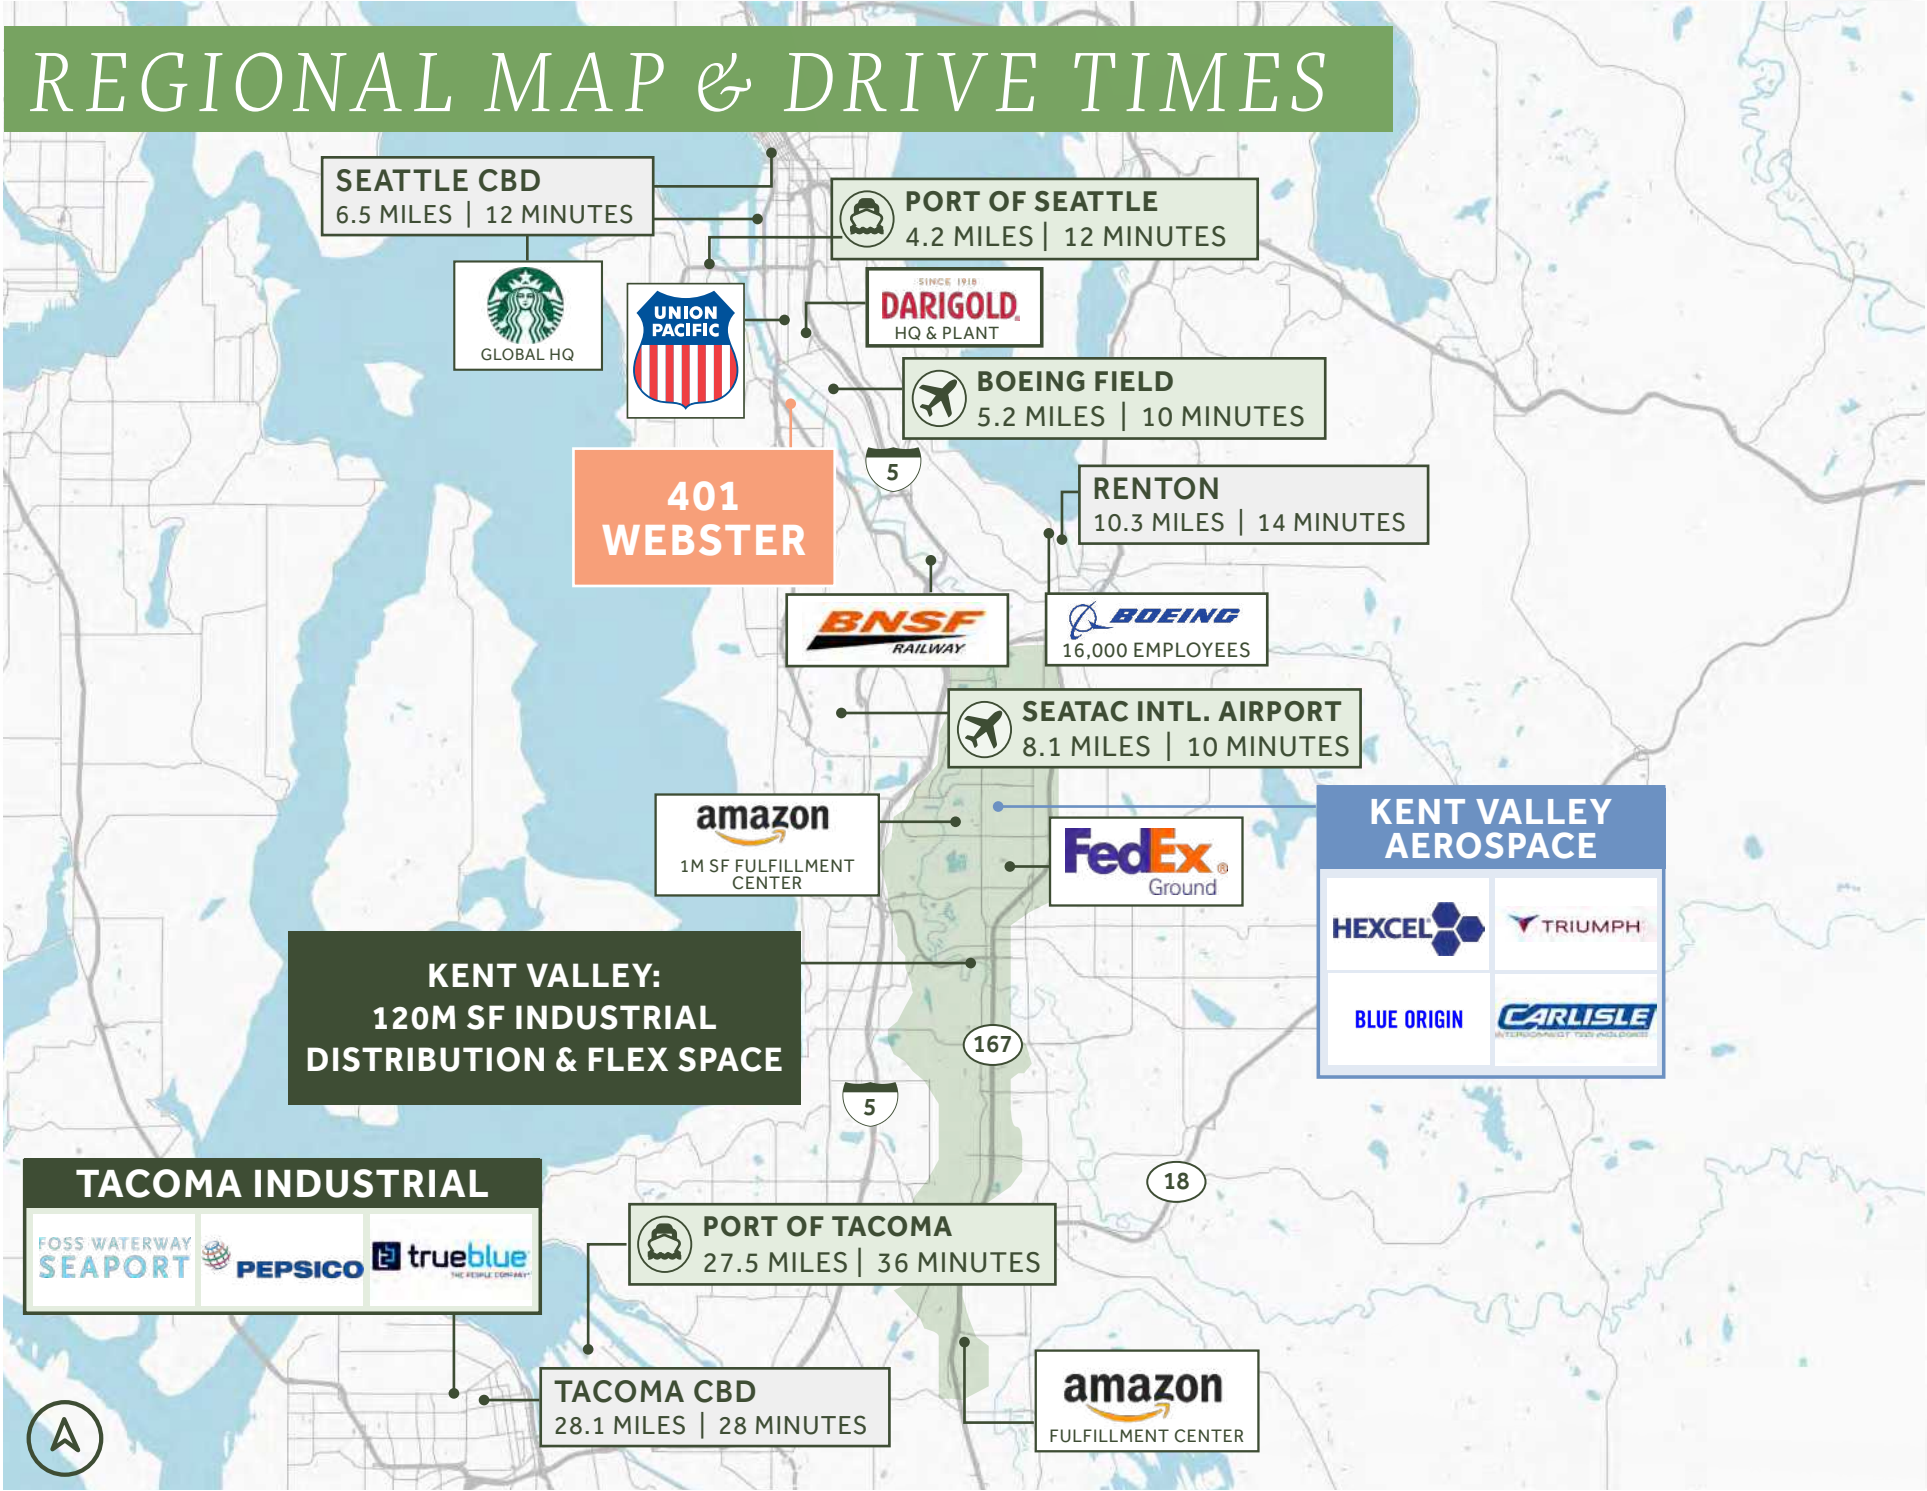 REGIONAL MAP & DRIVE TIMES
SEATTLE CBD
6.5 MILES | 12 MINUTES
PORT OF SEATTLE
4.2 MILES | 12 MINUTES
GLOBAL HQ
UNION
PACIFIC
SINCE 1918
DARIGOLD
HQ & PLANT
BOEING FIELD
5.2 MILES | 10 MINUTES
401
WEBSTER
5
RENTON
10.3 MILES | 14 MINUTES
BNSF
RAILWAY
BOEING
16,000 EMPLOYEES
SEATAC INTL. AIRPORT
8.1 MILES | 10 MINUTES
amazon
1M SF FULFILLMENT
CENTER
FedEx®
Ground
KENT VALLEY
AEROSPACE
HEXCEL
TRIUMPH
BLUE ORIGIN
CARLISLE
INTERCONNECT TECHNOLOGIES
KENT VALLEY:
120M SF INDUSTRIAL
DISTRIBUTION & FLEX SPACE
167
5
18
TACOMA INDUSTRIAL
FOSS WATERWAY
SEAPORT
PEPSICO
trueblue
THE PEOPLE COMPANY
PORT OF TACOMA
27.5 MILES | 36 MINUTES
TACOMA CBD
28.1 MILES | 28 MINUTES
amazon
FULFILLMENT CENTER
A